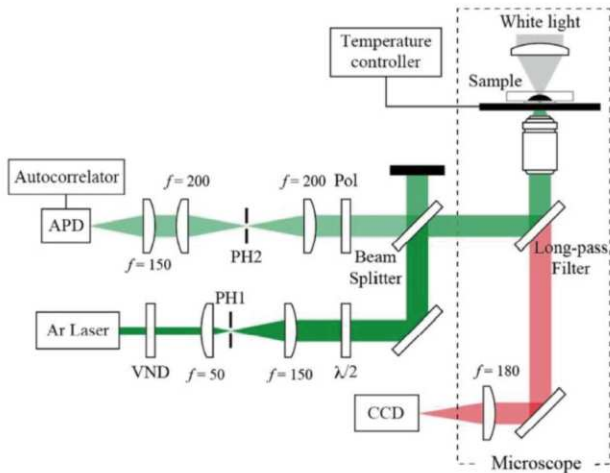 White light
Temperature
controller
Sample
Autocorrelator
f = 200
f = 200
Pol
APD
f = 150
PH2
Beam
Splitter
Long-pass
Filter
PH1
Ar Laser
VND
f = 50
f = 150
λ/2
f = 180
CCD
Microscope